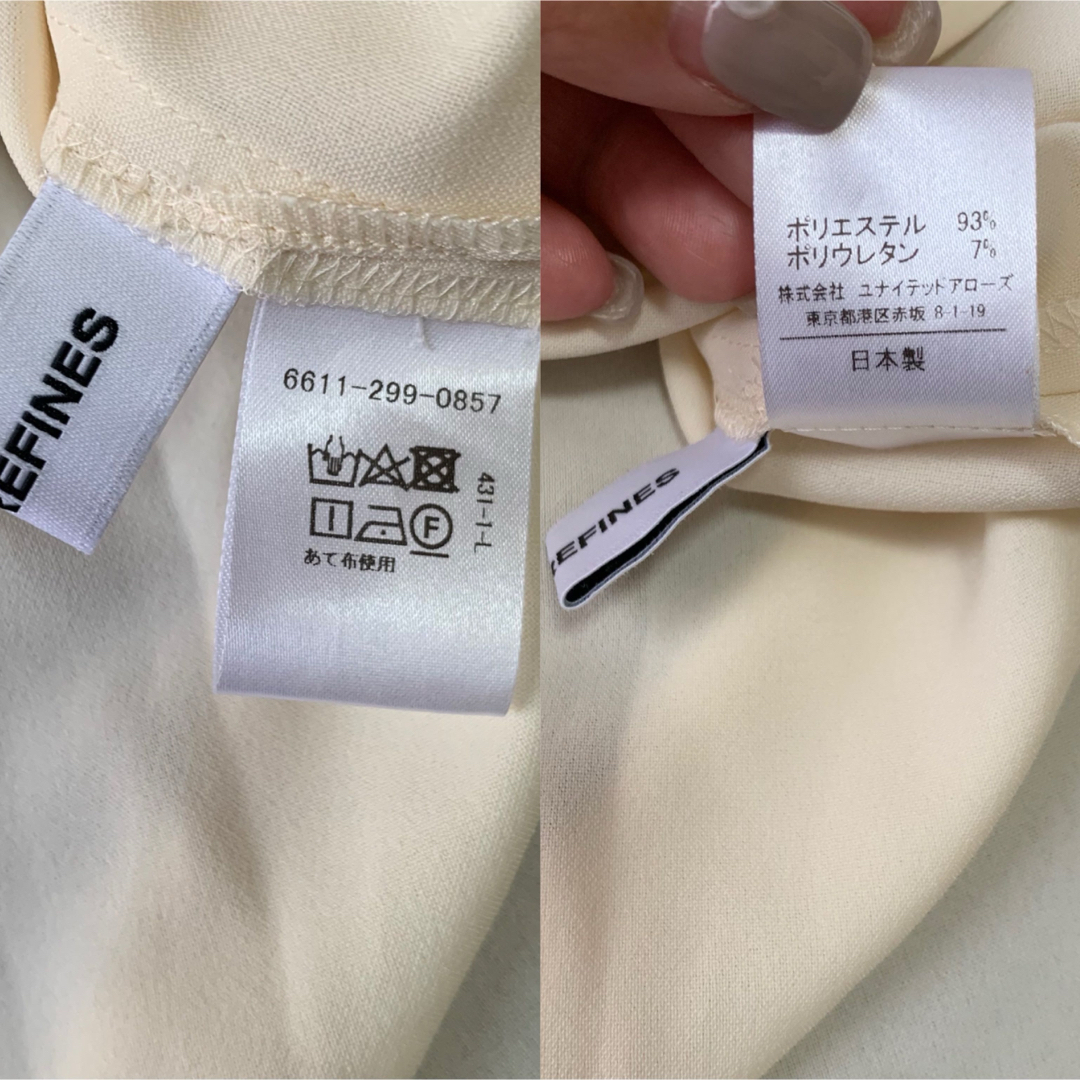 REFINES
6611-299-0857
431-1-L
F
あて布使用
ポリエステル 93%
ポリウレタン 7%
株式会社 ユナイテッドアローズ
東京都港区赤坂 8-1-19
日本製
REFINES